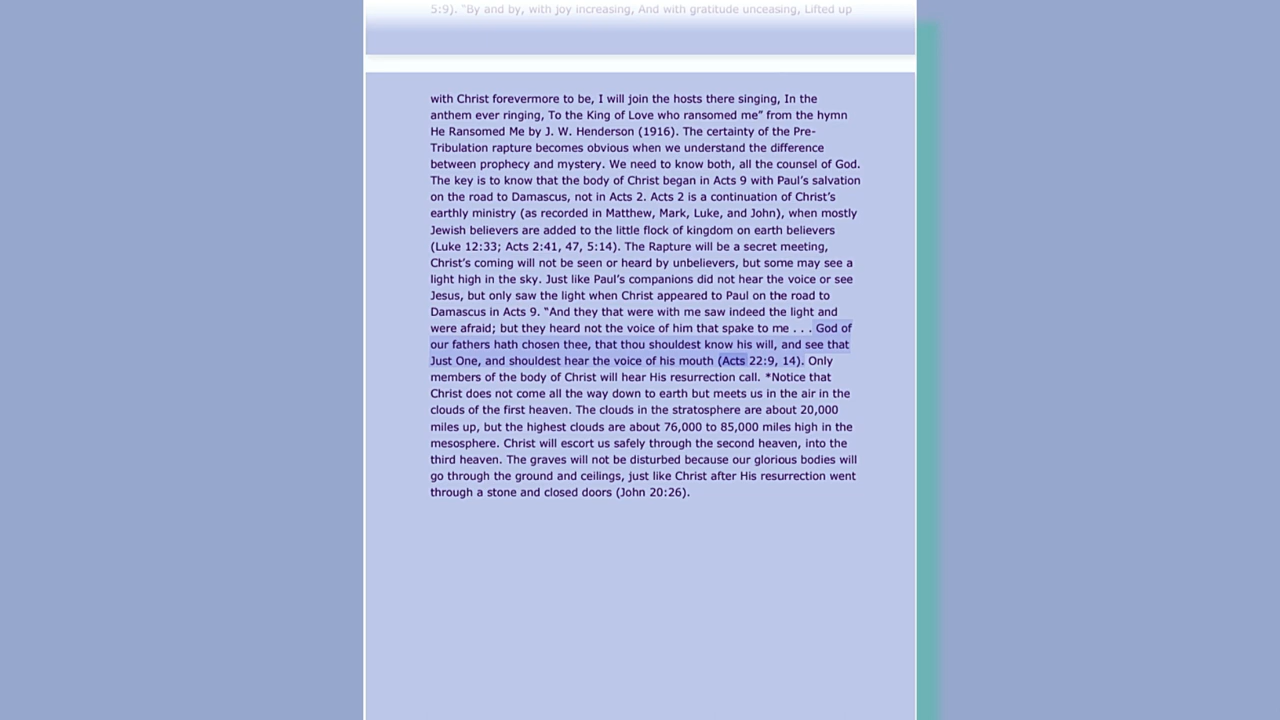 5:9). "By and by, with joy increasing, And with gratitude unceasing, Lifted up
with Christ forevermore to be, I will join the hosts there singing, In the
anthem ever ringing, To the King of Love who ransomed me” from the hymn
He Ransomed Me by J. W. Henderson (1916). The certainty of the Pre-
Tribulation rapture becomes obvious when we understand the difference
between prophecy and mystery. We need to know both, all the counsel of God.
The key is to know that the body of Christ began in Acts 9 with Paul’s salvation
on the road to Damascus, not in Acts 2. Acts 2 is a continuation of Christ’s
earthly ministry (as recorded in Matthew, Mark, Luke, and John), when mostly
Jewish believers are added to the little flock of kingdom on earth believers
(Luke 12:33; Acts 2:41, 47, 5:14). The Rapture will be a secret meeting,
Christ’s coming will not be seen or heard by unbelievers, but some may see a
light high in the sky. Just like Paul’s companions did not hear the voice or see
Jesus, but only saw the light when Christ appeared to Paul on the road to
Damascus in Acts 9. “And they that were with me saw indeed the light and
were afraid; but they heard not the voice of him that spake to me . . . God of
our fathers hath chosen thee, that thou shouldest know his will, and see that
Just One, and shouldest hear the voice of his mouth (Acts 22:9, 14). Only
members of the body of Christ will hear His resurrection call. *Notice that
Christ does not come all the way down to earth but meets us in the air in the
clouds of the first heaven. The clouds in the stratosphere are about 20,000
miles up, but the highest clouds are about 76,000 to 85,000 miles high in the
mesosphere. Christ will escort us safely through the second heaven, into the
third heaven. The graves will not be disturbed because our glorious bodies will
go through the ground and ceilings, just like Christ after His resurrection went
through a stone and closed doors (John 20:26).